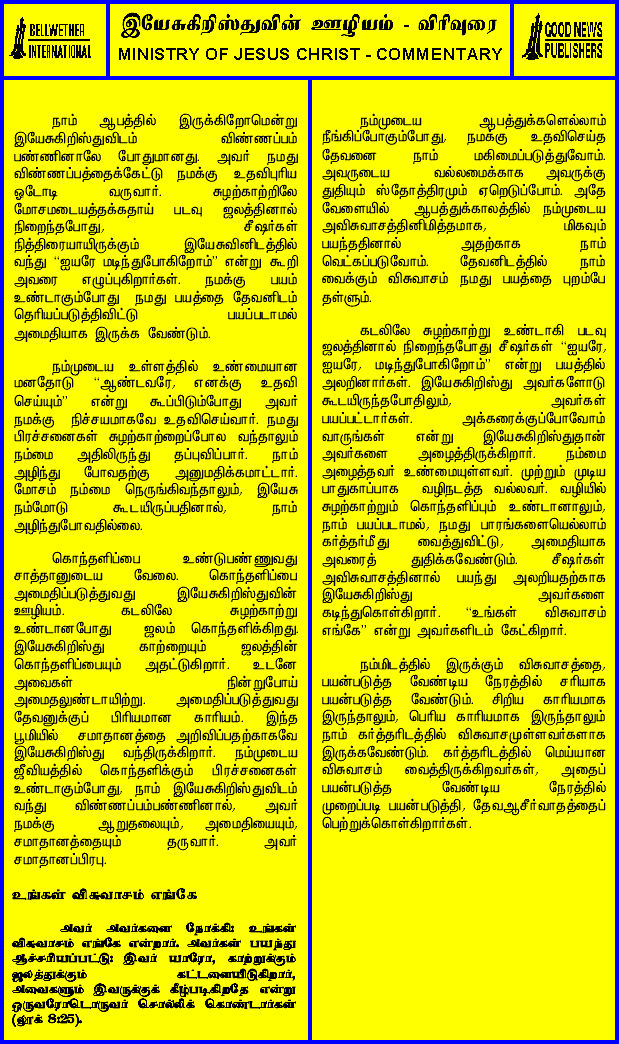 BELLWETHER
INTERNATIONAL
இயேசுகிறிஸ்துவின் ஊழியம் - விரிவுரை
MINISTRY OF JESUS CHRIST - COMMENTARY
GOOD NEWS
PUBLISHERS
நாம் ஆபத்தில் இருக்கிறோமென்று
இயேசுகிறிஸ்துவிடம் விண்ணப்பம்
பண்ணினாலே போதுமானது. அவர் நமது
விண்ணப்பத்தைக்கேட்டு நமக்கு உதவிபுரிய
ஓடோடி வருவார். சுழற்காற்றிலே
மோசமடையத்தக்கதாய் படவு ஜலத்தினால்
நிறைந்தபோது, சீஷர்கள்
நித்திரையாயிருக்கும் இயேசுவினிடத்தில்
வந்து “ஐயரே மடிந்துபோகிறோம்” என்று கூறி
அவரை எழுப்புகிறார்கள். நமக்கு பயம்
உண்டாகும்போது நமது பயத்தை தேவனிடம்
தெரியப்படுத்திவிட்டு பயப்படாமல்
அமைதியாக இருக்க வேண்டும்.
நம்முடைய உள்ளத்தில் உண்மையான
மனதோடு “ஆண்டவரே, எனக்கு உதவி
செய்யும்” என்று கூப்பிடும்போது அவர்
நமக்கு நிச்சயமாகவே உதவிசெய்வார். நமது
பிரச்சனைகள் சுழற்காற்றைப்போல வந்தாலும்
நம்மை அதிலிருந்து தப்புவிப்பார். நாம்
அழிந்து போவதற்கு அனுமதிக்கமாட்டார்.
மோசம் நம்மை நெருங்கிவந்தாலும், இயேசு
நம்மோடு கூடயிருப்பதினால், நாம்
அழிந்துபோவதில்லை.
கொந்தளிப்பை உண்டுபண்ணுவது
சாத்தானுடைய வேலை. கொந்தளிப்பை
அமைதிப்படுத்துவது இயேசுகிறிஸ்துவின்
ஊழியம். கடலிலே சுழற்காற்று
உண்டானபோது ஜலம் கொந்தளிக்கிறது.
இயேசுகிறிஸ்து காற்றையும் ஜலத்தின்
கொந்தளிப்பையும் அதட்டுகிறார். உடனே
அவைகள் நின்றுபோய்
அமைதலுண்டாயிற்று. அமைதிப்படுத்துவது
தேவனுக்குப் பிரியமான காரியம். இந்த
பூமியில் சமாதானத்தை அறிவிப்பதற்காகவே
இயேசுகிறிஸ்து வந்திருக்கிறார். நம்முடைய
ஜீவியத்தில் கொந்தளிக்கும் பிரச்சனைகள்
உண்டாகும்போது, நாம் இயேசுகிறிஸ்துவிடம்
வந்து விண்ணப்பம்பண்ணினால், அவர்
நமக்கு ஆறுதலையும், அமைதியையும்,
சமாதானத்தையும் தருவார். அவர்
சமாதானப்பிரபு.
உங்கள் விசுவாசம் எங்கே
அவர் அவர்களை நோக்கி: உங்கள்
விசுவாசம் எங்கே என்றார். அவர்கள் பயந்து
ஆச்சரியப்பட்டு: இவர் யாரோ, காற்றுக்கும்
ஜலத்துக்கும் கட்டளையிடுகிறார்,
அவைகளும் இவருக்குக் கீழ்படிகிறதே என்று
ஒருவரோடொருவர் சொல்லிக் கொண்டார்கள்
(லூக் 8:25).
நம்முடைய ஆபத்துக்களெல்லாம்
நீங்கிப்போகும்போது, நமக்கு உதவிசெய்த
தேவனை நாம் மகிமைப்படுத்துவோம்.
அவருடைய வல்லமைக்காக அவருக்கு
துதியும் ஸ்தோத்திரமும் ஏறெடுப்போம். அதே
வேளையில் ஆபத்துக்காலத்தில் நம்முடைய
அவிசுவாசத்தினிமித்தமாக, மிகவும்
பயந்ததினால் அதற்காக நாம்
வெட்கப்படுவோம். தேவனிடத்தில் நாம்
வைக்கும் விசுவாசம் நமது பயத்தை புறம்பே
தள்ளும்.
கடலிலே சுழற்காற்று உண்டாகி படவு
ஜலத்தினால் நிறைந்தபோது சீஷர்கள் “ஐயரே,
ஐயரே, மடிந்துபோகிறோம்” என்று பயத்தில்
அலறினார்கள். இயேசுகிறிஸ்து அவர்களோடு
கூடயிருந்தபோதிலும், அவர்கள்
பயப்பட்டார்கள். அக்கரைக்குப்போவோம்
வாருங்கள் என்று இயேசுகிறிஸ்துதான்
அவர்களை அழைத்திருக்கிறார். நம்மை
அழைத்தவர் உண்மையுள்ளவர். முற்றும் முடிய
பாதுகாப்பாக வழிநடத்த வல்லவர். வழியில்
சுழற்காற்றும் கொந்தளிப்பும் உண்டானாலும்,
நாம் பயப்படாமல், நமது பாரங்களையெல்லாம்
கர்த்தர்மீது வைத்துவிட்டு, அமைதியாக
அவரைத் துதிக்கவேண்டும். சீஷர்கள்
அவிசுவாசத்தினால் பயந்து அலறியதற்காக
இயேசுகிறிஸ்து அவர்களை
கடிந்துகொள்கிறார். “உங்கள் விசுவாசம்
எங்கே” என்று அவர்களிடம் கேட்கிறார்.
நம்மிடத்தில் இருக்கும் விசுவாசத்தை,
பயன்படுத்த வேண்டிய நேரத்தில் சரியாக
பயன்படுத்த வேண்டும். சிறிய காரியமாக
இருந்தாலும், பெரிய காரியமாக இருந்தாலும்
நாம் கர்த்தரிடத்தில் விசுவாசமுள்ளவர்களாக
இருக்கவேண்டும். கர்த்தரிடத்தில் மெய்யான
விசுவாசம் வைத்திருக்கிறவர்கள், அதைப்
பயன்படுத்த வேண்டிய நேரத்தில்
முறைப்படி பயன்படுத்தி, தேவஆசீர்வாதத்தைப்
பெற்றுக்கொள்கிறார்கள்.